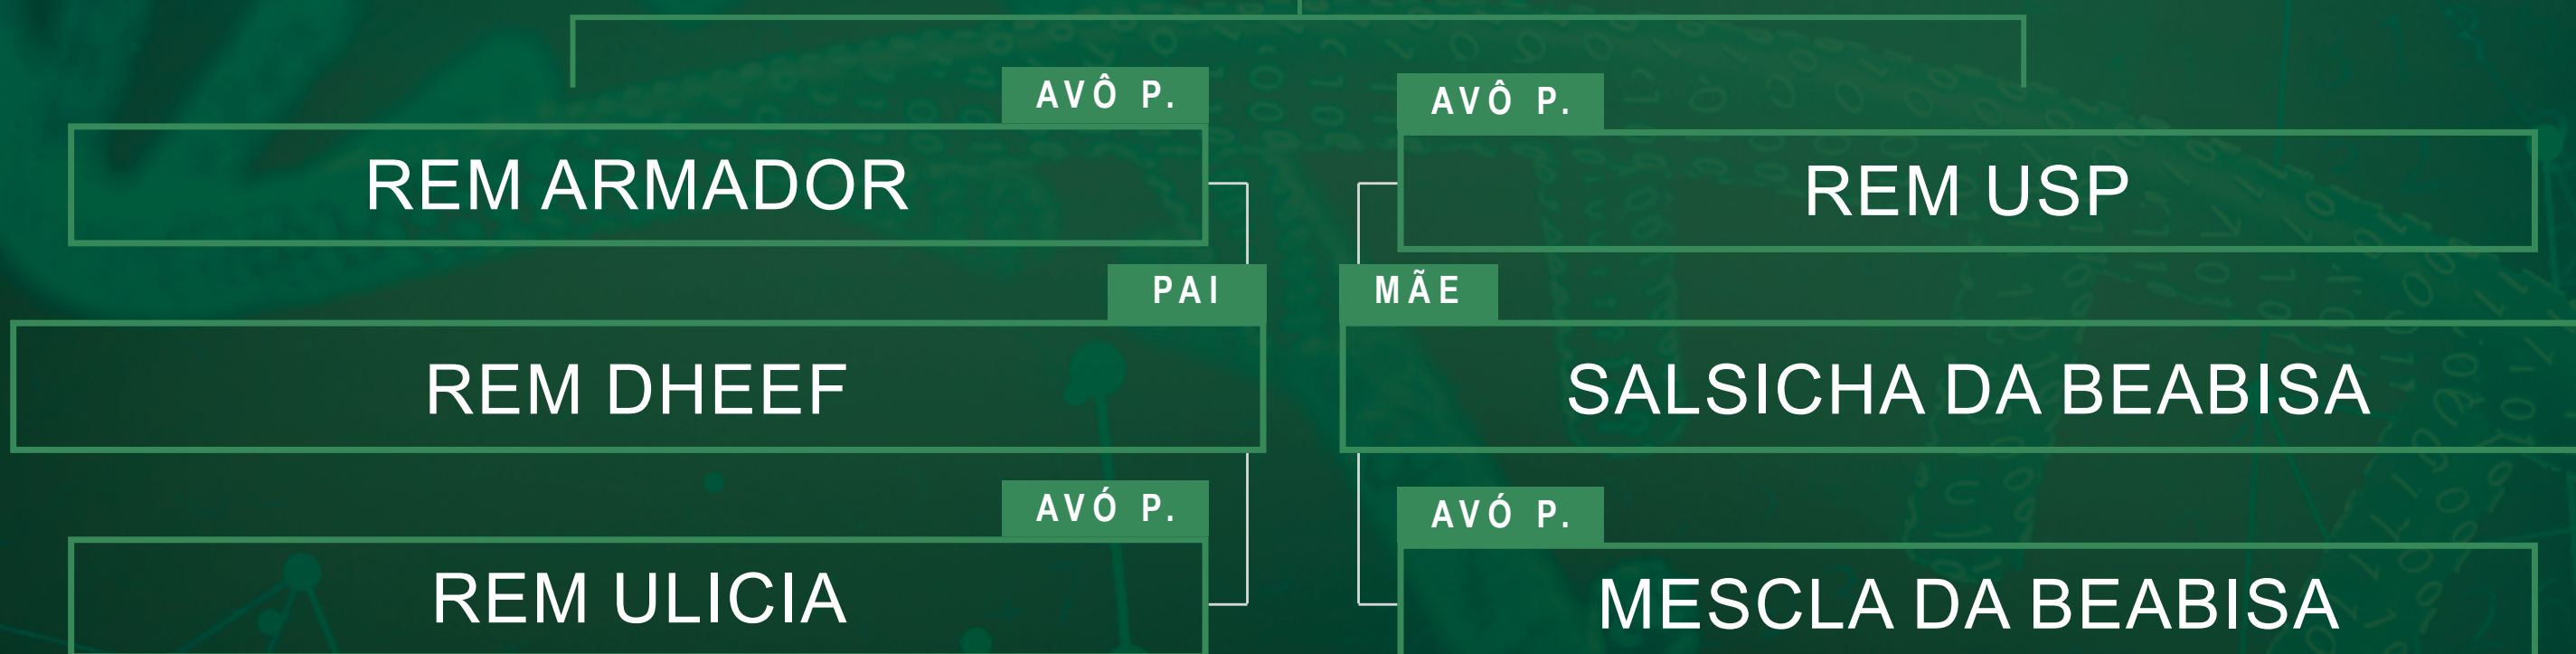 AVÔ P.
REM ARMADOR
PAI
REM DHEEF
AVÓ P.
REM ULICIA
AVÔ P.
REM USP
MÃE
SALSICHA DA BEABISA
AVÓ P.
MESCLA DA BEABISA